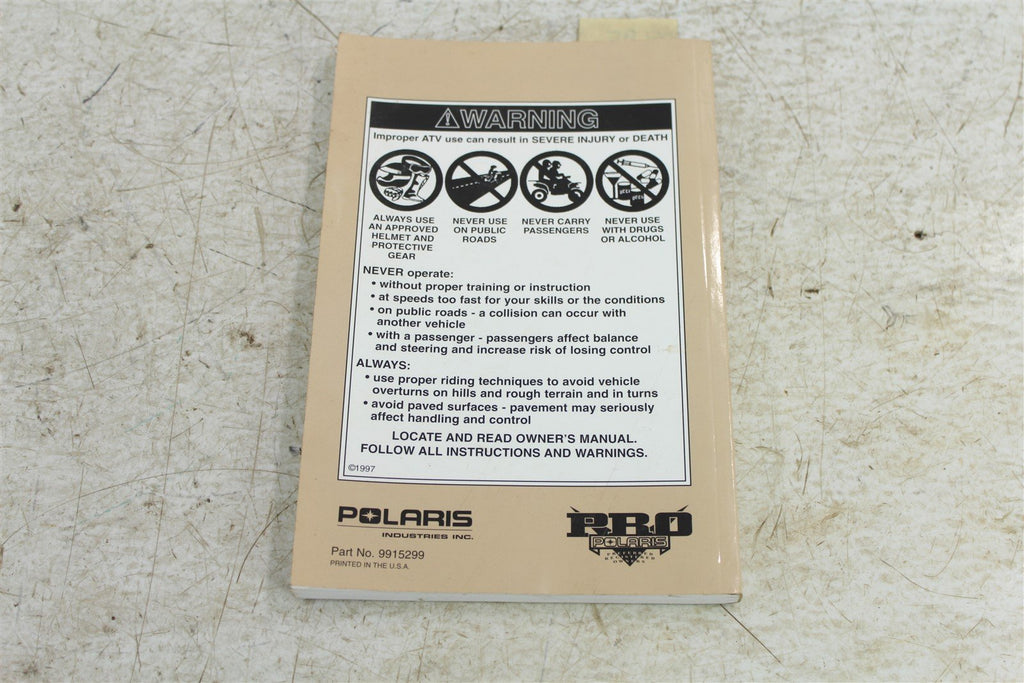 WARNING
Improper ATV use can result in SEVERE INJURY or DEATH
ALWAYS USE
AN APPROVED
HELMET AND
PROTECTIVE
GEAR
NEVER USE
ON PUBLIC
ROADS
NEVER CARRY
PASSENGERS
NEVER USE
WITH DRUGS
OR ALCOHOL
NEVER operate:
• without proper training or instruction
• at speeds too fast for your skills or the conditions
• on public roads - a collision can occur with
another vehicle
• with a passenger - passengers affect balance
and steering and increase risk of losing control
ALWAYS:
• use proper riding techniques to avoid vehicle
overturns on hills and rough terrain and in turns
• avoid paved surfaces - pavement may seriously
affect handling and control
LOCATE AND READ OWNER'S MANUAL.
FOLLOW ALL INSTRUCTIONS AND WARNINGS.
©1997
POLARIS
INDUSTRIES INC.
Part No. 9915299
PRINTED IN THE U.S.A.
PRO
POLARIS
OWNERS